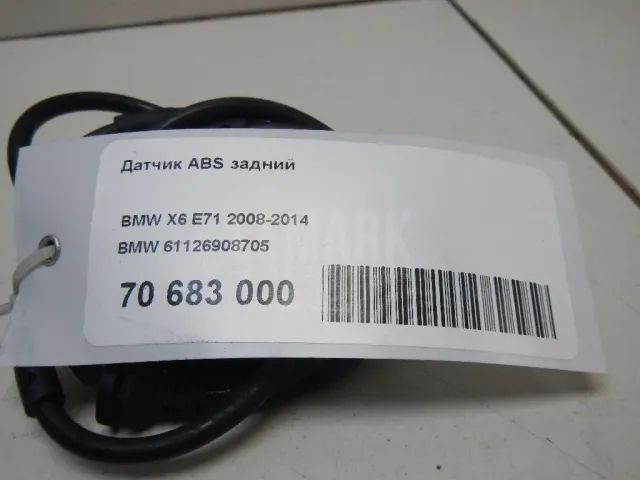 Датчик ABS задний
BMW X6 E71 2008-2014
BMW 61126908705
70 683 000